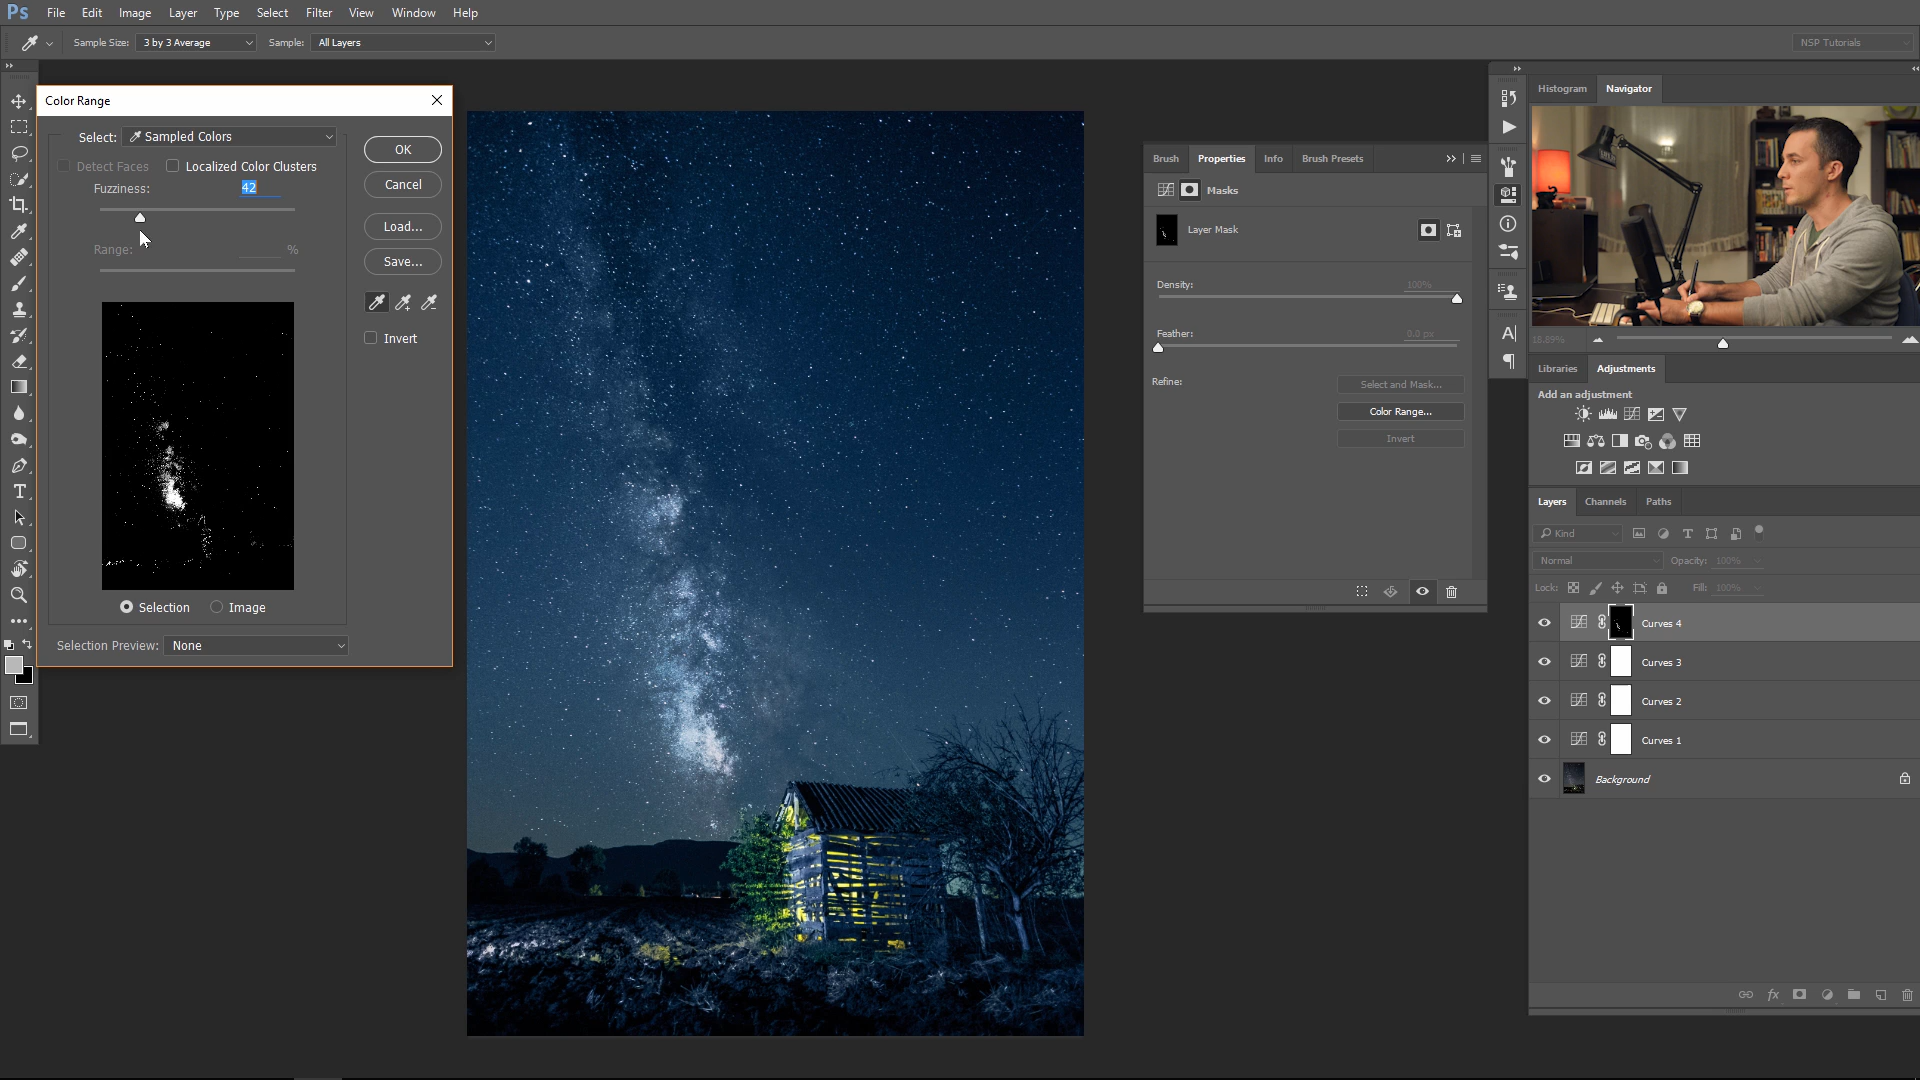 Ps File Edit Image Layer Type Select Filter View Window Help
Sample Size: 3 by 3 Average Sample: All Layers NSP Tutorials
Color Range
Select: Sampled Colors
Detect Faces Localized Color Clusters
Fuzziness: 42
Range: %
OK
Cancel
Load...
Save...
Invert
Selection Image
Selection Preview: None
Brush Properties Info Brush Presets
Masks
Layer Mask
Density: 100%
Feather: 0.0 px
Refine: Select and Mask...
Color Range...
Invert
Histogram Navigator
18.89%
Libraries Adjustments
Add an adjustment
Layers Channels Paths
Kind
Normal Opacity: 100%
Lock: Fill: 100%
Curves 4
Curves 3
Curves 2
Curves 1
Background